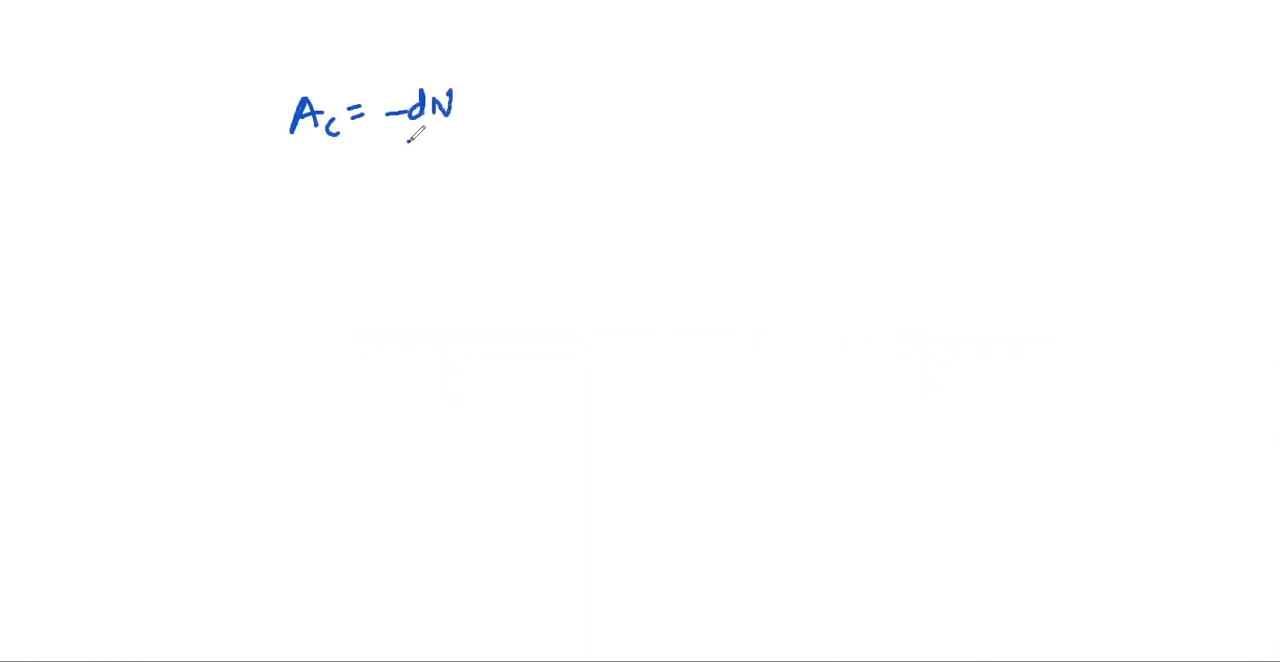 A_c = -dN